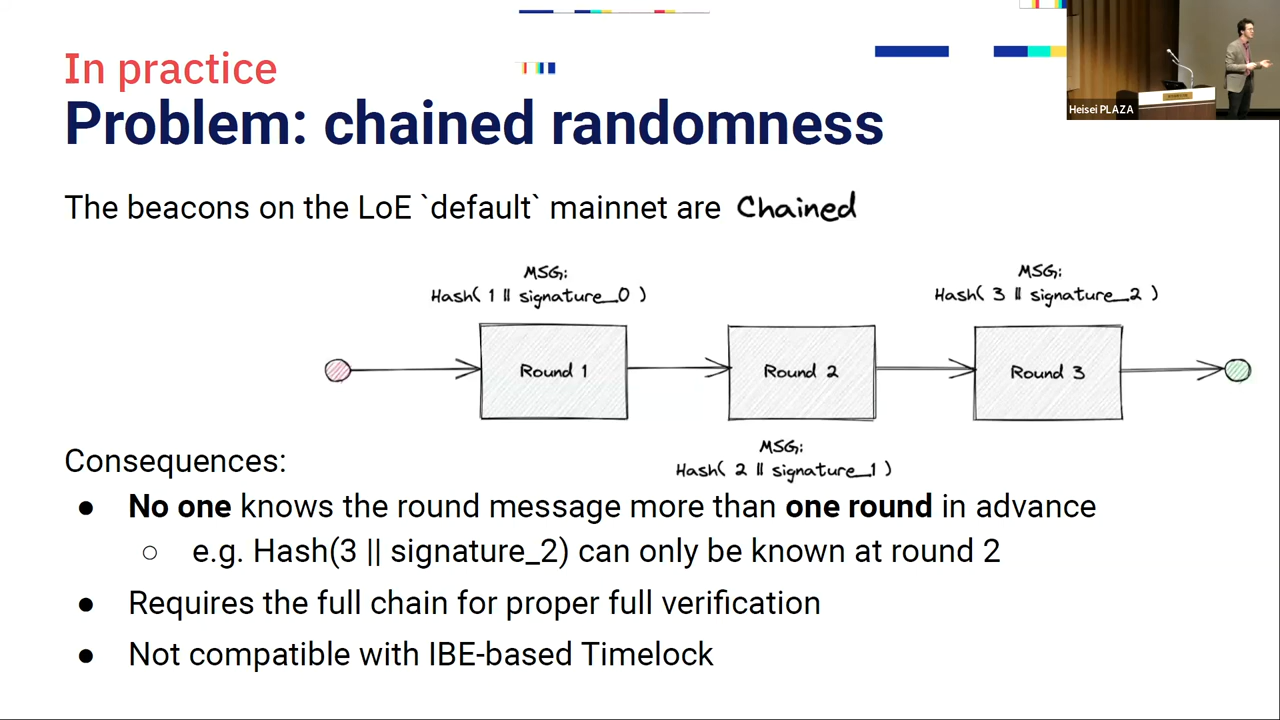 In practice
Problem: chained randomness
Heisei PLAZA
The beacons on the LoE `default` mainnet are Chained
MSG:
Hash( 1 || signature_0 )
MSG:
Hash( 3 || signature_2 )
Round 1
Round 2
Round 3
MSG:
Hash( 2 || signature_1 )
Consequences:
● No one knows the round message more than one round in advance
○ e.g. Hash(3 || signature_2) can only be known at round 2
● Requires the full chain for proper full verification
● Not compatible with IBE-based Timelock